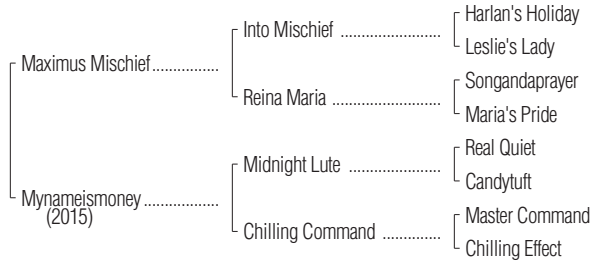 Harlan's Holiday
Into Mischief ........................
Leslie's Lady
Maximus Mischief................
Songandaprayer
Reina Maria ..........................
Maria's Pride
Real Quiet
Midnight Lute ......................
Candytuft
Mynameismoney..................
(2015)
Master Command
Chilling Command ..............
Chilling Effect